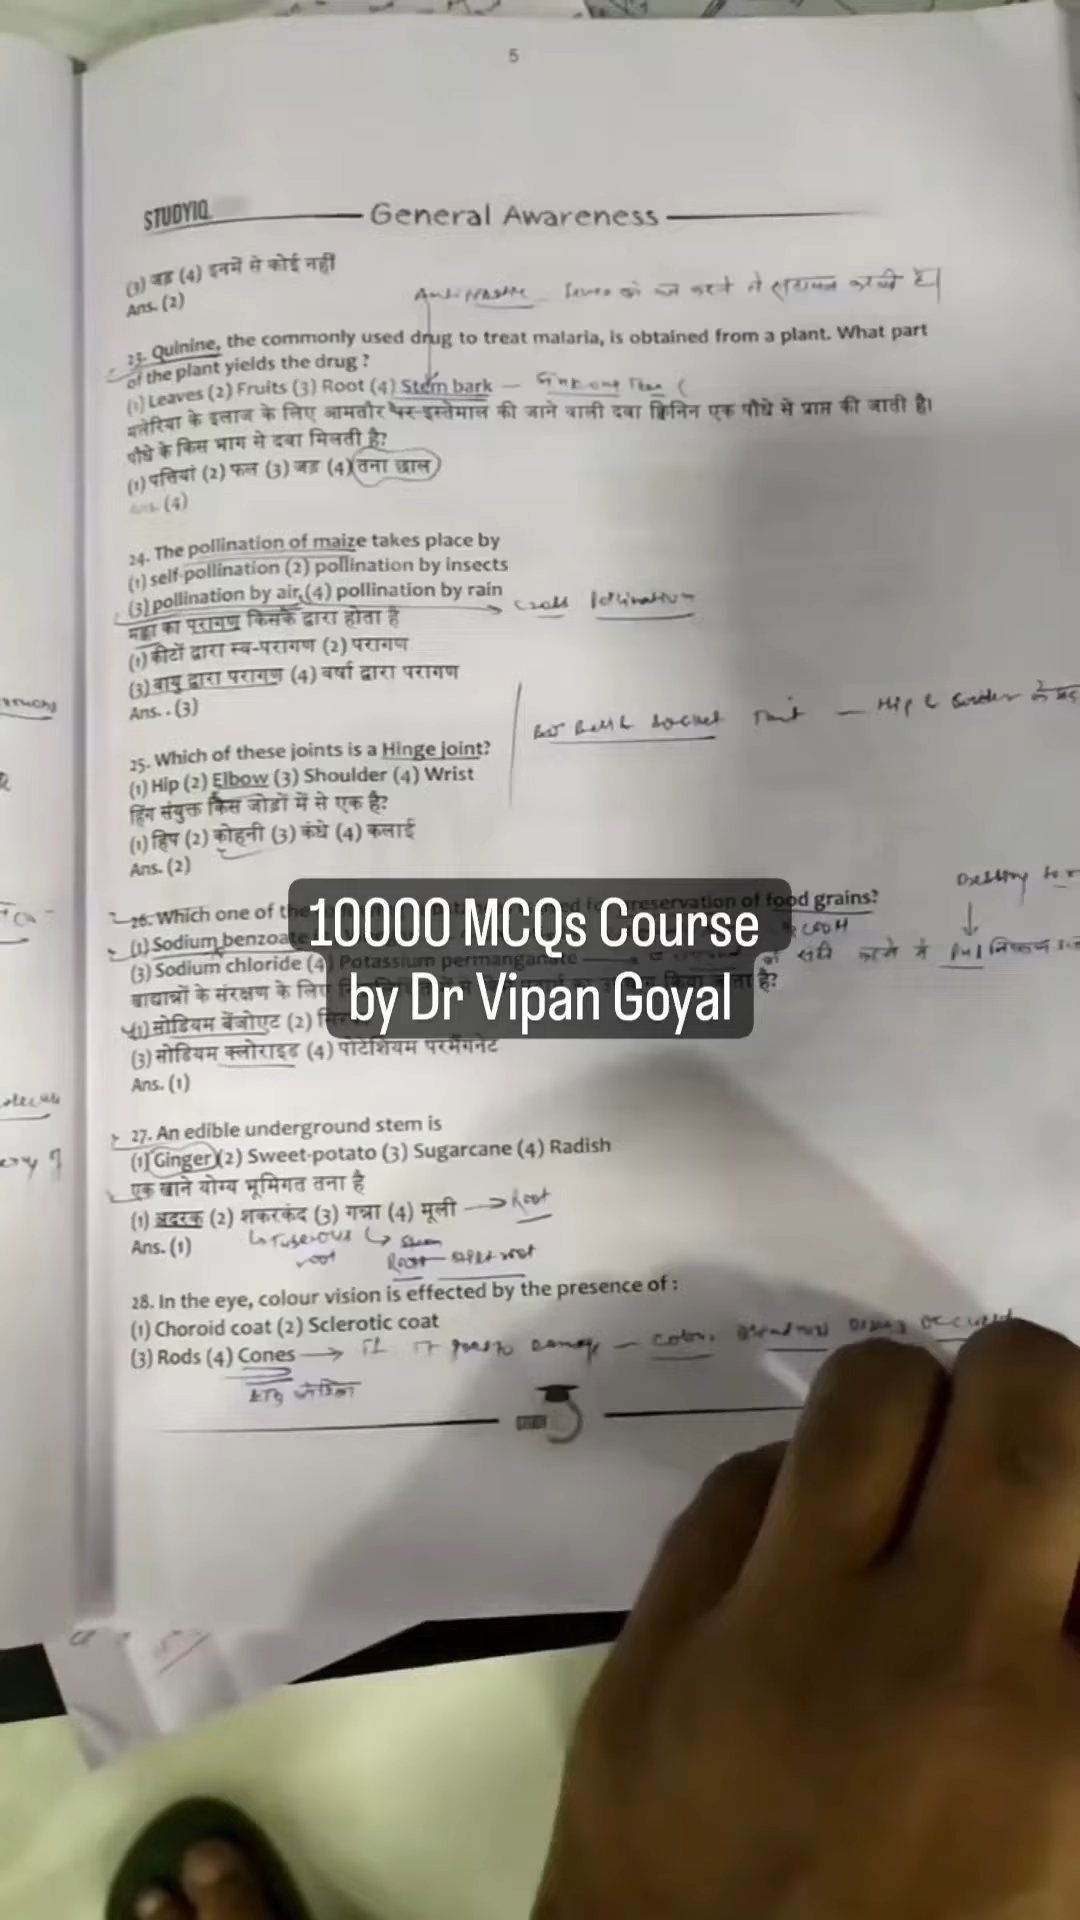 5
STUDYIQ
General Awareness
(3) जड़ (4) इनमें से कोई नहीं
Ans. (2)
23. Quinine, the commonly used drug to treat malaria, is obtained from a plant. What part
of the plant yields the drug ?
(1) Leaves (2) Fruits (3) Root (4) Stem bark
मलेरिया के इलाज के लिए आमतौर पर इस्तेमाल की जाने वाली दवा क्विनिन एक पौधे से प्राप्त की जाती है।
पौधे के किस भाग से दवा मिलती है?
(1) पत्तियां (2) फल (3) जड़ (4) तना छाल
Ans. (4)
24. The pollination of maize takes place by
(1) self-pollination (2) pollination by insects
(3) pollination by air (4) pollination by rain
cross Pollination
मक्का का परागण किसके द्वारा होता है
(1) कीटों द्वारा स्व-परागण (2) परागण
(3) वायु द्वारा परागण (4) वर्षा द्वारा परागण
Ans. . (3)
25. Which of these joints is a Hinge joint?
(1) Hip (2) Elbow (3) Shoulder (4) Wrist
हिंग संयुक्त किस जोड़ों में से एक है?
(1) हिप (2) कोहनी (3) कंधे (4) कलाई
Ans. (2)
26. Which one of the preservation of food grains?
(1) Sodium benzoate
(3) Sodium chloride (4) Potassium permanganate
खाद्यान्नों के संरक्षण के लिए
(1) सोडियम बेंजोएट (2)
(3) सोडियम क्लोराइड (4) पोटेशियम परमैंगनेट
Ans. (1)
10000 MCQs Course
by Dr Vipan Goyal
27. An edible underground stem is
(1) Ginger (2) Sweet-potato (3) Sugarcane (4) Radish
एक खाने योग्य भूमिगत तना है
(1) अदरक (2) शकरकंद (3) गन्ना (4) मूली
Root
Ans. (1)
Tuberous
root
28. In the eye, colour vision is effected by the presence of :
(1) Choroid coat (2) Sclerotic coat
(3) Rods (4) Cones